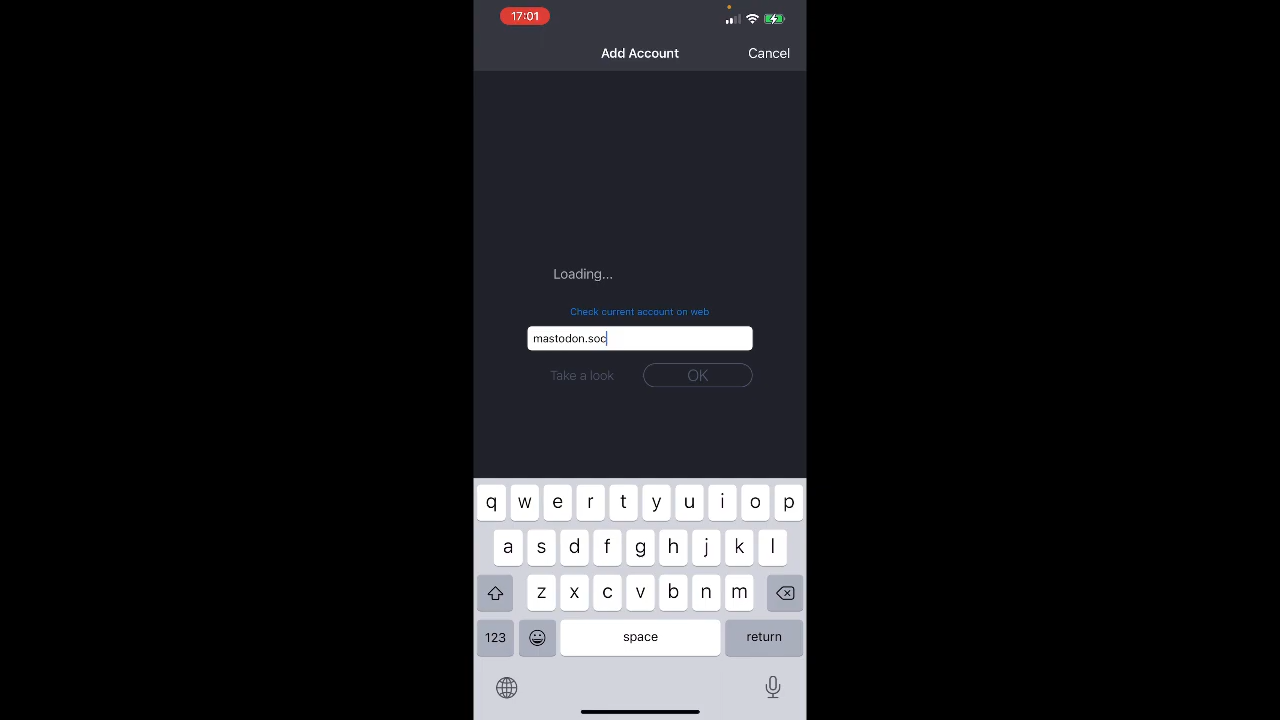 17:01
Add Account Cancel
Loading...
Check current account on web
mastodon.soc
Take a look OK
q w e r t y u i o p
a s d f g h j k l
z x c v b n m
123 space return